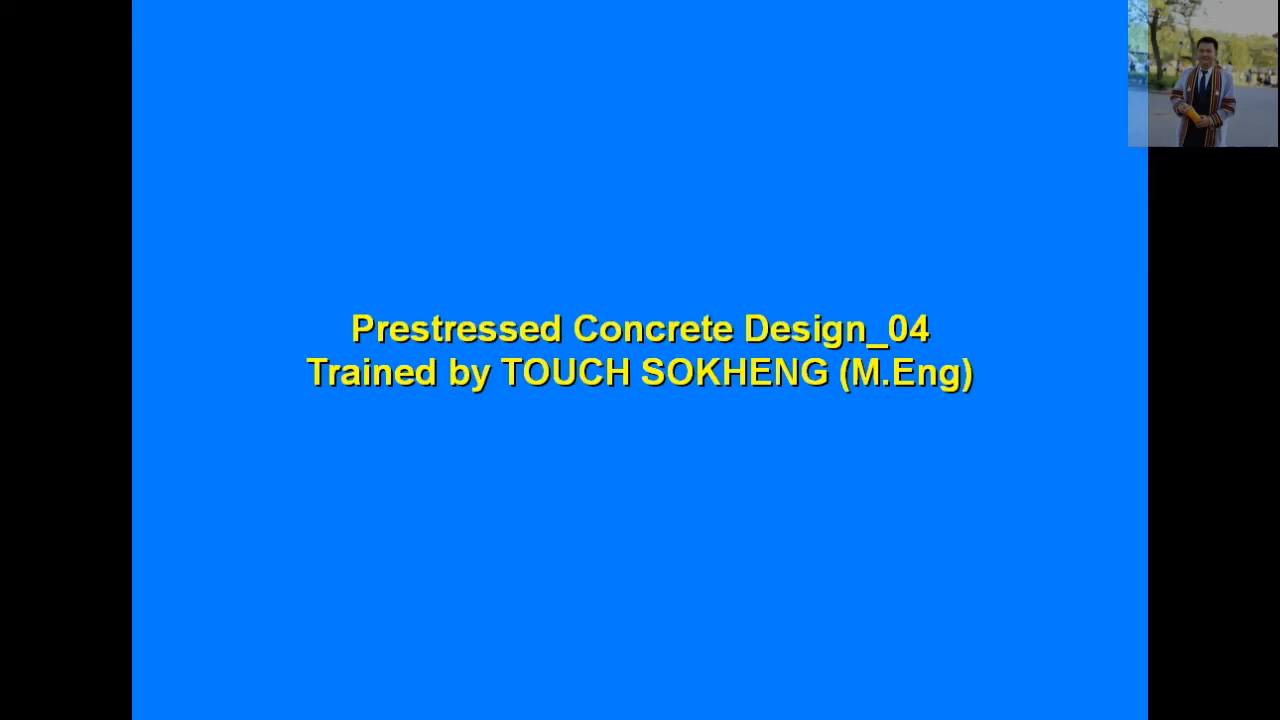 Prestressed Concrete Design_04
Trained by TOUCH SOKHENG (M.Eng)